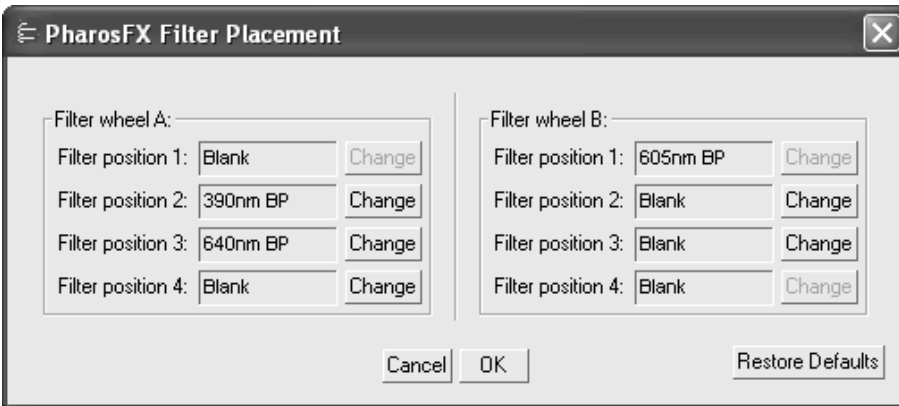 PharosFX Filter Placement
Filter wheel A:
Filter position 1: Blank Change
Filter position 2: 390nm BP Change
Filter position 3: 640nm BP Change
Filter position 4: Blank Change
Filter wheel B:
Filter position 1: 605nm BP Change
Filter position 2: Blank Change
Filter position 3: Blank Change
Filter position 4: Blank Change
Cancel OK Restore Defaults